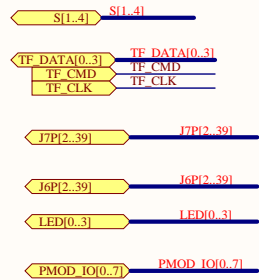 S[1..4] S[1..4]
TF_DATA[0..3] TF_DATA[0..3]
TF_CMD TF_CMD
TF_CLK TF_CLK
J7P[2..39] J7P[2..39]
J6P[2..39] J6P[2..39]
LED[0..3] LED[0..3]
PMOD_IO[0..7] PMOD_IO[0..7]